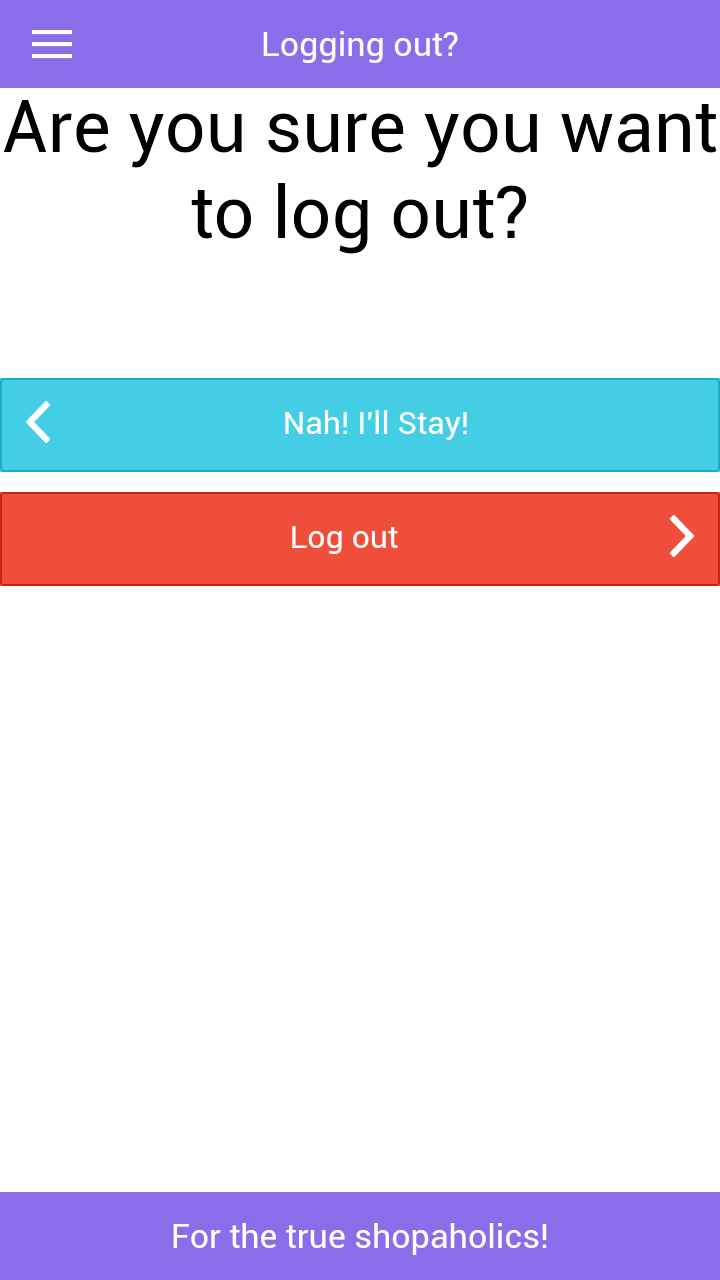 Logging out?
Are you sure you want
to log out?
Nah! I'll Stay!
Log out
For the true shopaholics!